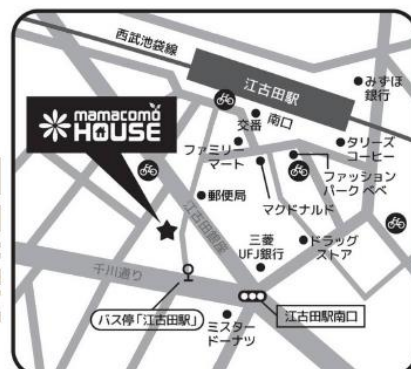 西武池袋線
江古田駅
みずほ
銀行
mamacomo
HOUSE
交番
南口
ファミリー
マート
タリーズ
コーヒー
ファッション
パーク べべ
マクドナルド
郵便局
江古田銀座
三菱
UFJ銀行
ドラッグ
ストア
千川通り
バス停「江古田駅」
江古田駅南口
ミスター
ドーナツ